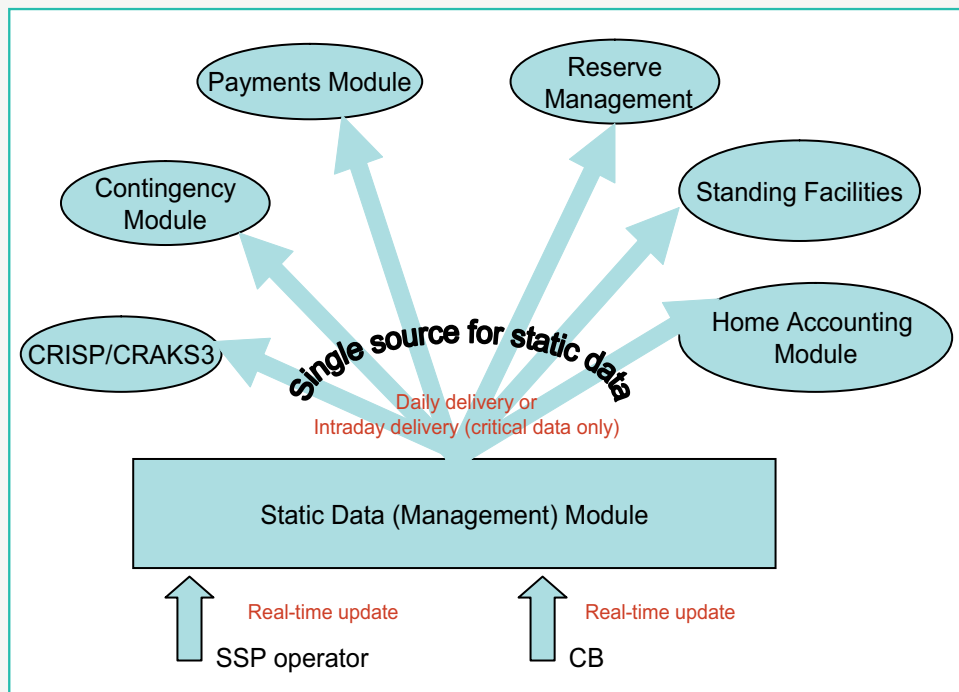 Payments Module
Reserve
Management
Contingency
Module
Standing Facilities
CRISP/CRAKS3
Home Accounting
Module
Single source for static data
Daily delivery or
Intraday delivery (critical data only)
Static Data (Management) Module
Real-time update
Real-time update
SSP operator
CB